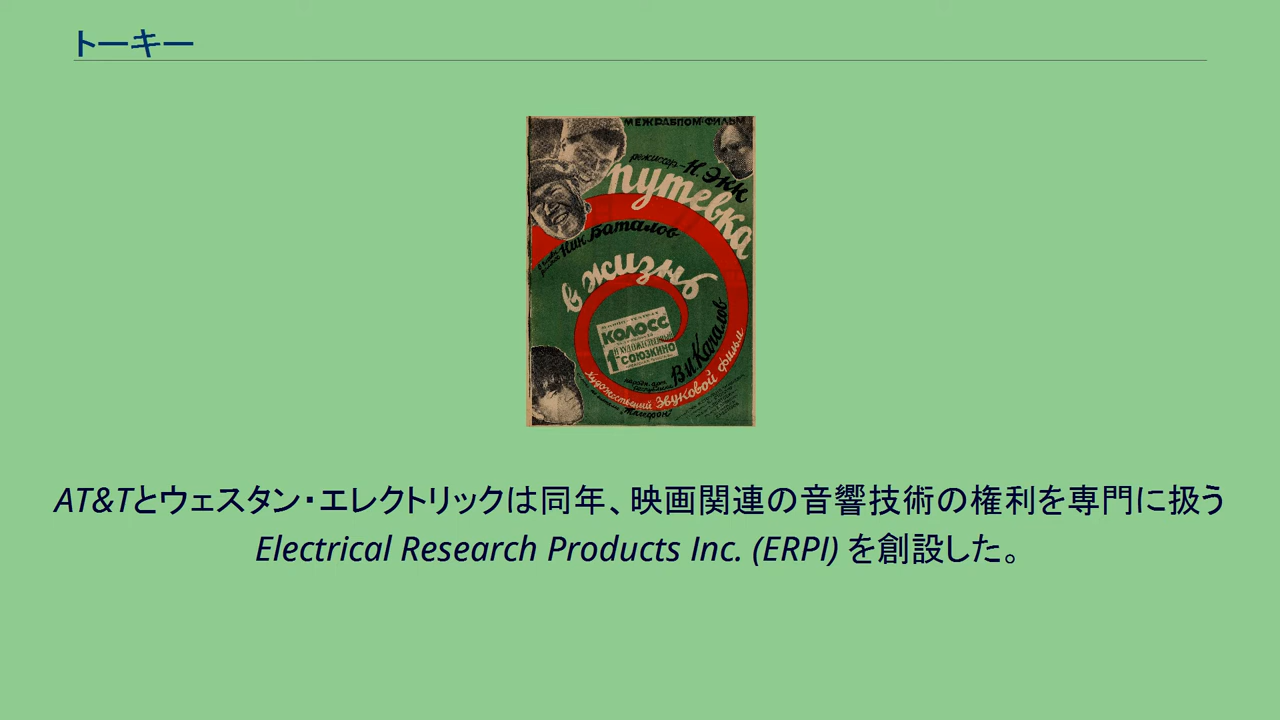 トーキー
МЕЖРАБПОМ·ФИЛЬМ
режиссер-Н. Экк
путевка
Ник. Баталов
в жизнь
КОЛОСС
1й ХУДОЖЕСТВЕННЫЙ
СОЮЗКИНО
В.И. Качалов
Художественный Звуковой фильм
AT&Tとウェスタン・エレクトリックは同年、映画関連の音響技術の権利を専門に扱う
Electrical Research Products Inc. (ERPI) を創設した。